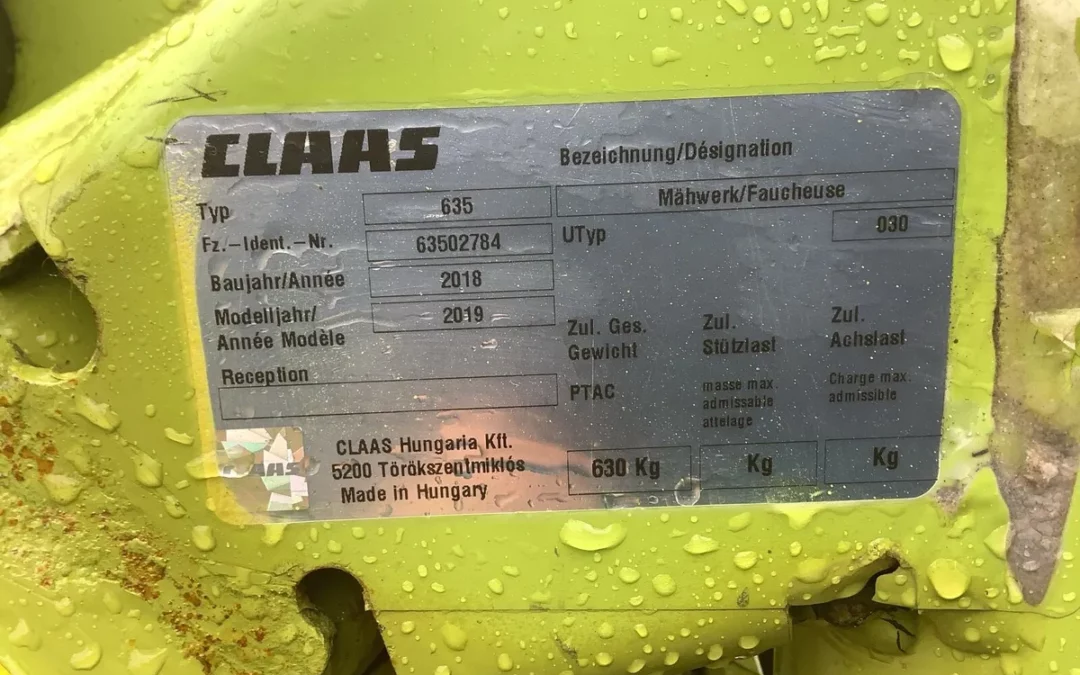 CLAAS
Bezeichnung/Désignation
Typ 635 Mähwerk/Faucheuse
Fz.-Ident.-Nr. 63502784 UTyp 030
Baujahr/Année 2018
Modelljahr/ 2019
Année Modèle
Zul. Ges. Zul. Zul.
Gewicht Stützlast Achslast
Reception
PTAC masse max. Charge max.
admissable admissible
attelage
CLAAS
CLAAS Hungaria Kft.
5200 Törökszentmiklós
Made in Hungary
630 Kg Kg Kg